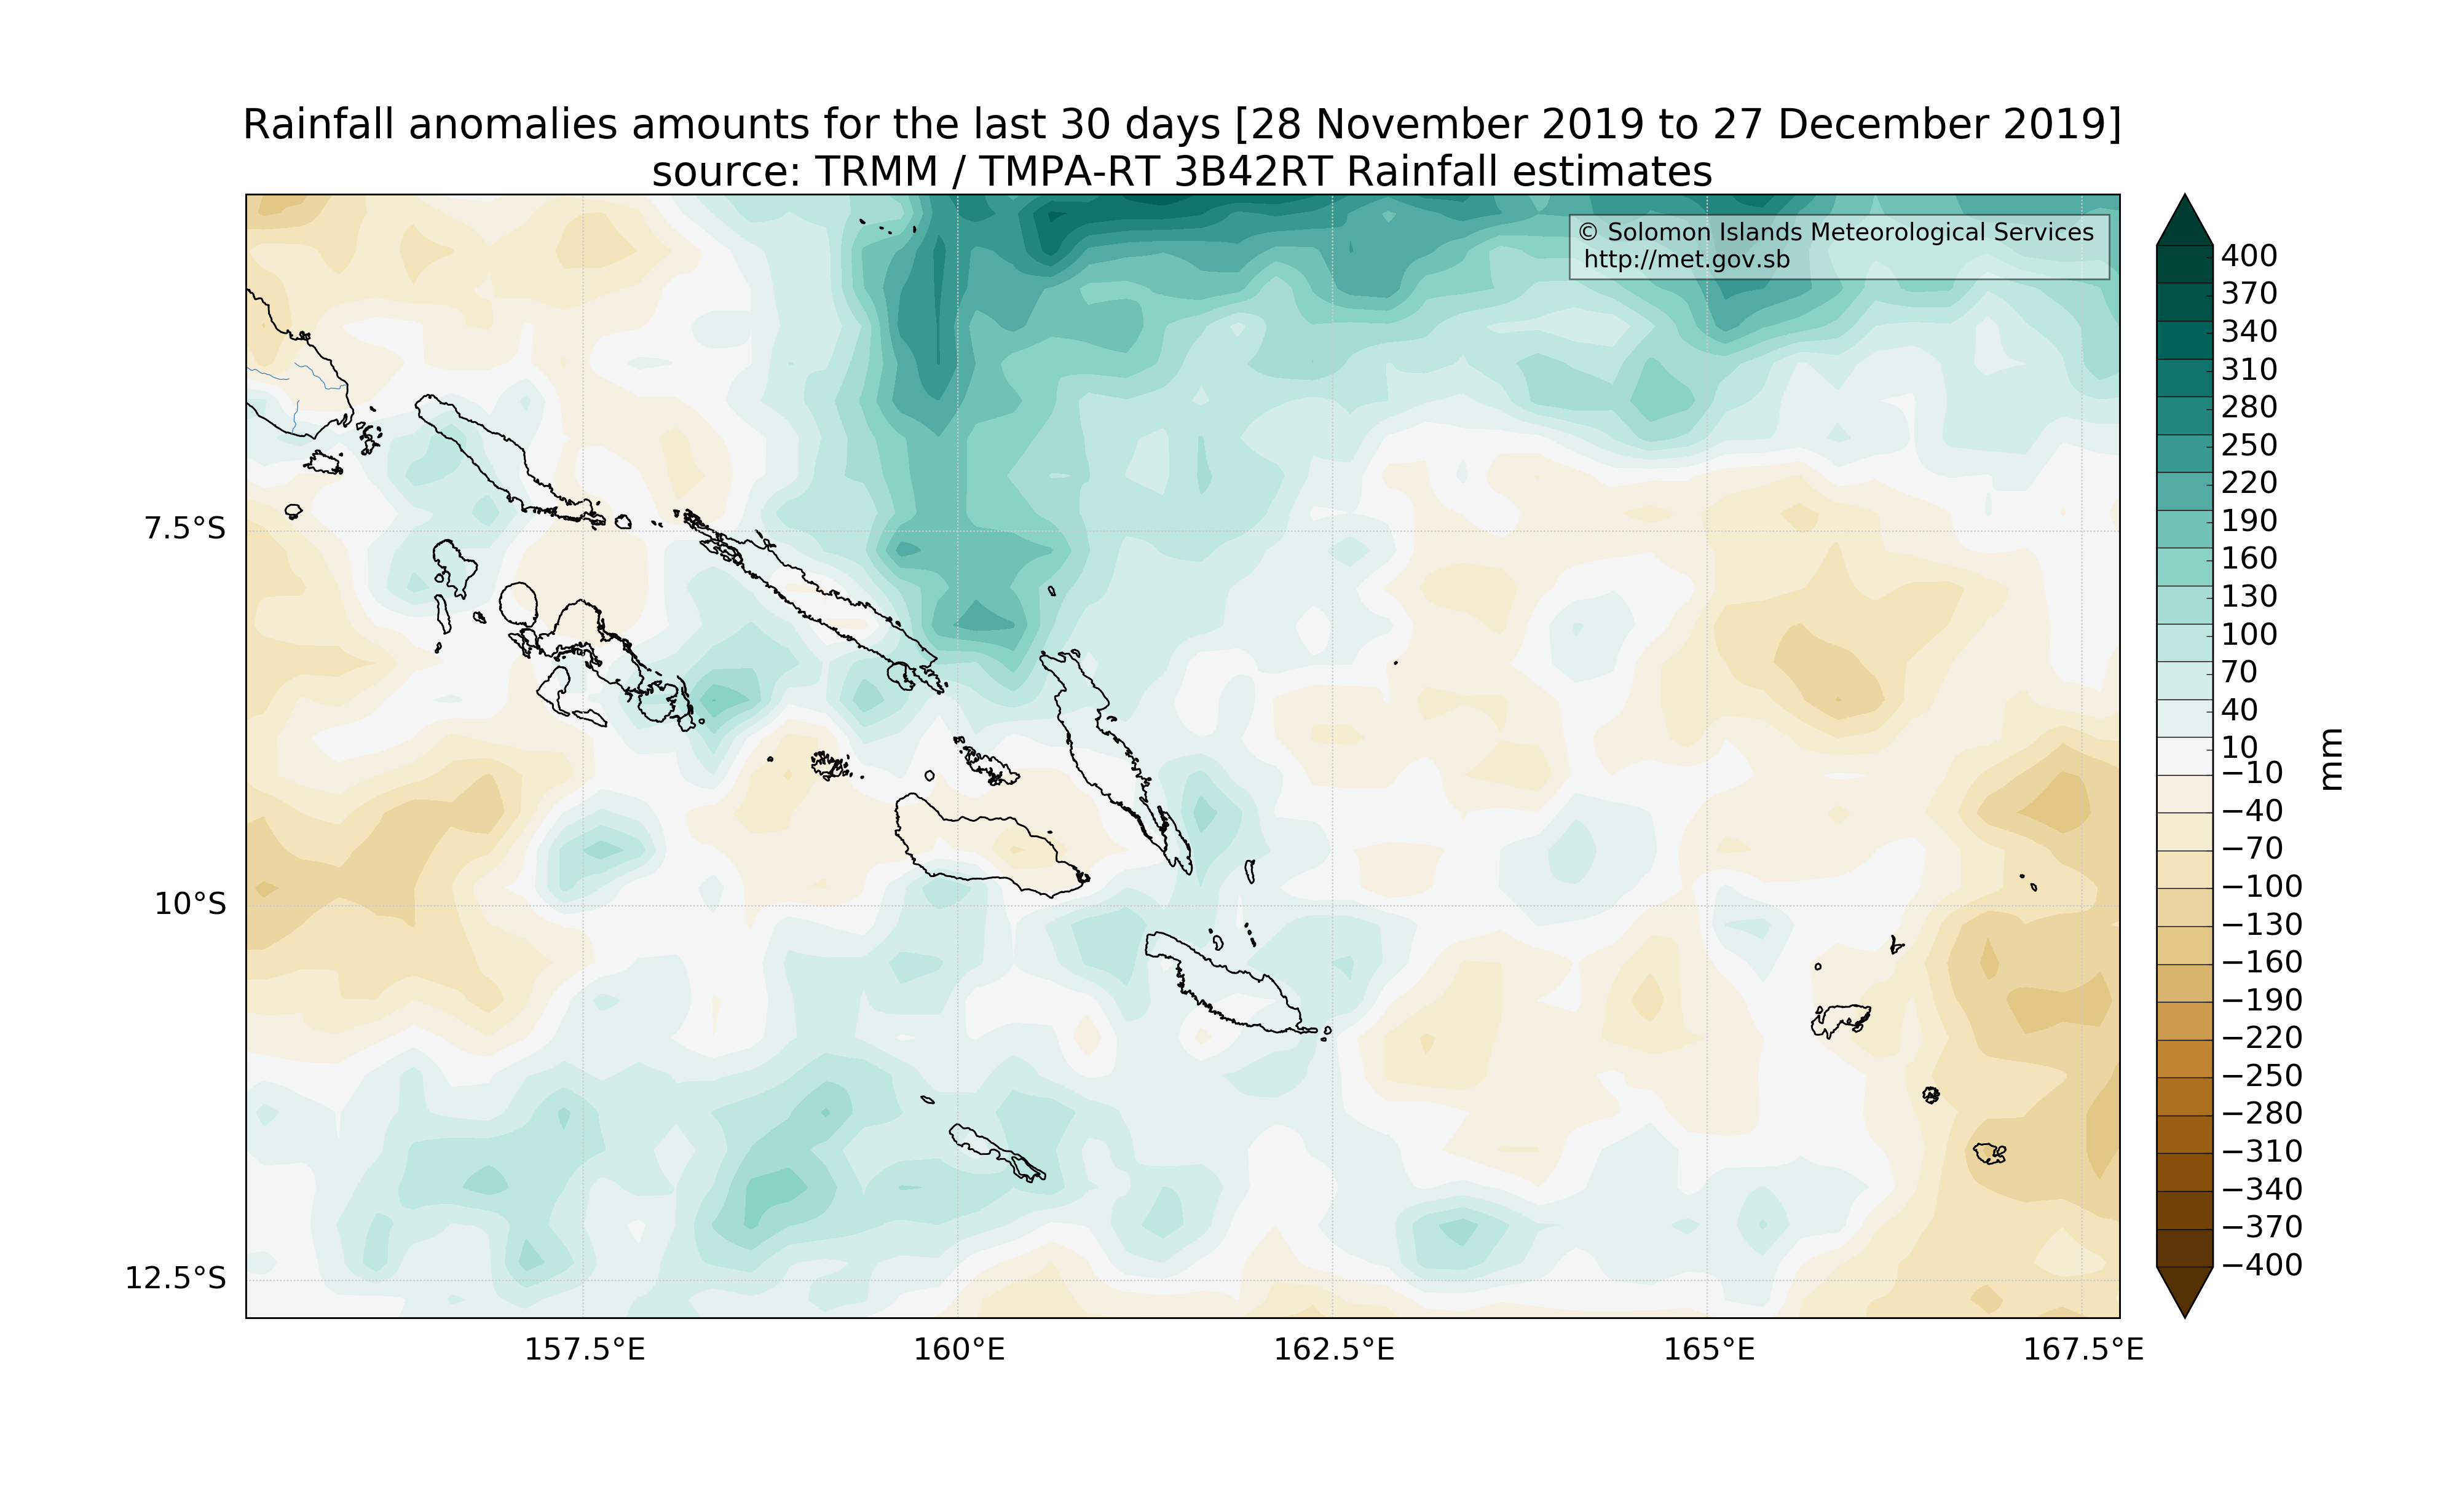 Rainfall anomalies amounts for the last 30 days [28 November 2019 to 27 December 2019]
source: TRMM / TMPA-RT 3B42RT Rainfall estimates
© Solomon Islands Meteorological Services
http://met.gov.sb
7.5°S
10°S
12.5°S
157.5°E
160°E
162.5°E
165°E
167.5°E
400
370
340
310
280
250
220
190
160
130
100
70
40
10
−10
−40
−70
−100
−130
−160
−190
−220
−250
−280
−310
−340
−370
−400
mm